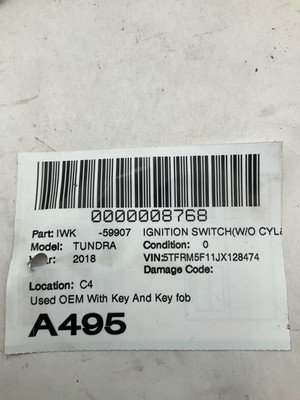 0000008768
Part: IWK -59907 IGNITION SWITCH(W/O CYL&
Model: TUNDRA Condition: 0
2018 VIN:5TFRM5F11JX128474
Damage Code:
Location: C4
Used OEM With Key And Key fob
A495